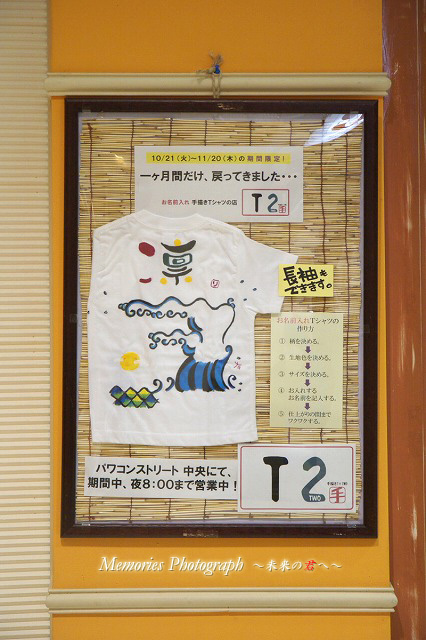 10/21(火)〜11/20(木)の期間限定!
一ヶ月間だけ、戻ってきました・・・
お名前入れ 手描きTシャツの店
T2
凛
長袖も
できます。
お名前入れTシャツの
作り方
① 柄を決める。
② 生地色を決める。
③ サイズを決める。
④ お入れする
お名前を記入する。
⑤ 仕上がりの間まで
ワクワクする。
パワコンストリート 中央にて、
期間中、夜8:00まで営業中!
T2
TWO
手
Memories Photograph 〜未来の君へ〜